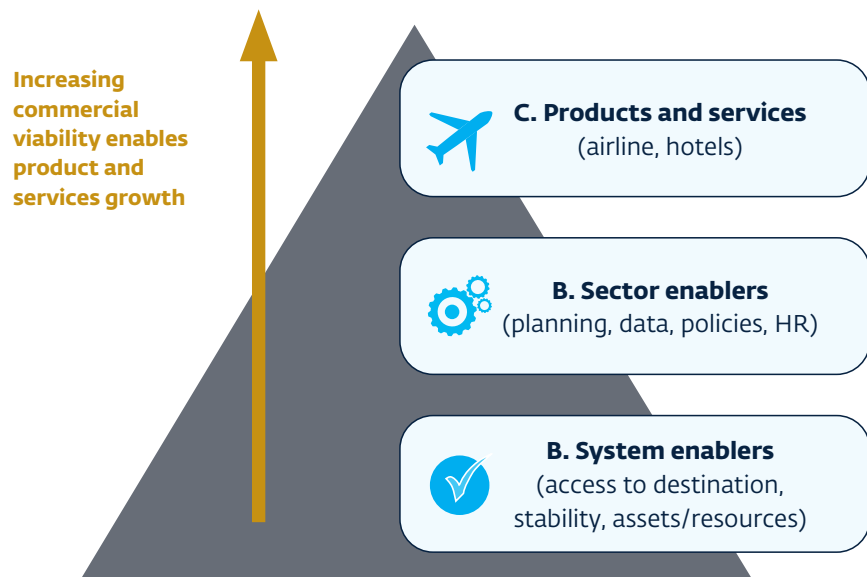 Increasing
commercial
viability enables
product and
services growth
C. Products and services
(airline, hotels)
B. Sector enablers
(planning, data, policies, HR)
B. System enablers
(access to destination,
stability, assets/resources)